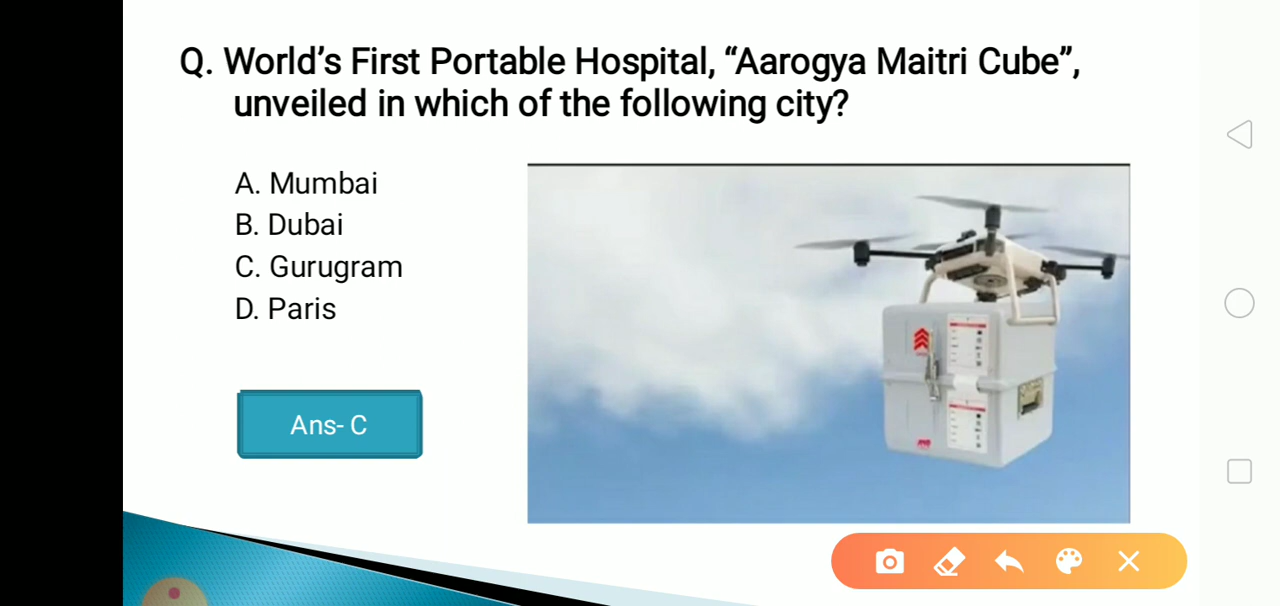 Q. World’s First Portable Hospital, “Aarogya Maitri Cube”,
unveiled in which of the following city?
A. Mumbai
B. Dubai
C. Gurugram
D. Paris
Ans- C